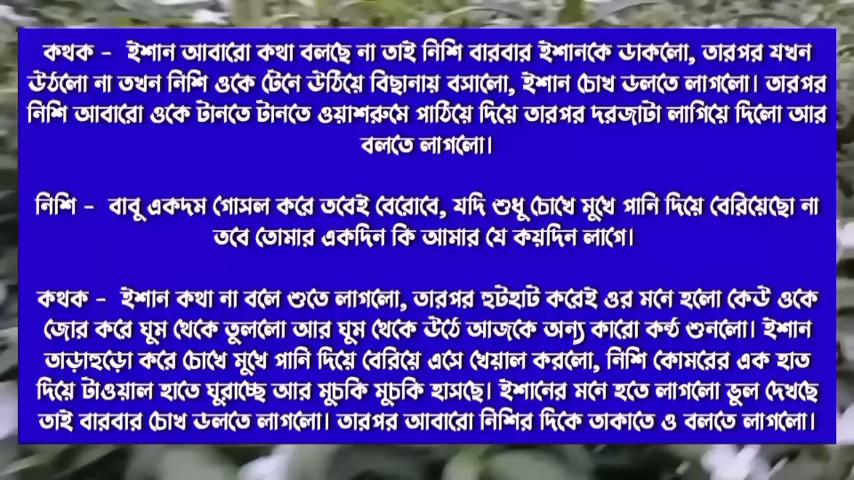 কথক - ইশান আবারো কথা বলছে না তাই নিশি বারবার ইশানকে ডাকলো, তারপর যখন
উঠলো না তখন নিশি ওকে টেনে উঠিয়ে বিছানায় বসালো, ইশান চোখ ডলতে লাগলো। তারপর
নিশি আবারো ওকে টানতে টানতে ওয়াশরুমে পাঠিয়ে দিয়ে তারপর দরজাটা লাগিয়ে দিলো আর
বলতে লাগলো।
নিশি - বাবু একদম গোসল করে তবেই বেরোবে, যদি শুধু চোখে মুখে পানি দিয়ে বেরিয়েছো না
তবে তোমার একদিন কি আমার যে কয়দিন লাগে।
কথক - ইশান কথা না বলে শুতে লাগলো, তারপর হুটহাট করেই ওর মনে হলো কেউ ওকে
জোর করে ঘুম থেকে তুললো আর ঘুম থেকে উঠে আজকে অন্য কারো কন্ঠ শুনলো। ইশান
তাড়াহুড়ো করে চোখে মুখে পানি দিয়ে বেরিয়ে এসে খেয়াল করলো, নিশি কোমরের এক হাত
দিয়ে টাওয়াল হাতে ঘুরাচ্ছে আর মুচকি মুচকি হাসছে। ইশানের মনে হতে লাগলো ভুল দেখছে
তাই বারবার চোখ ডলতে লাগলো। তারপর আবারো নিশির দিকে তাকাতে ও বলতে লাগলো।